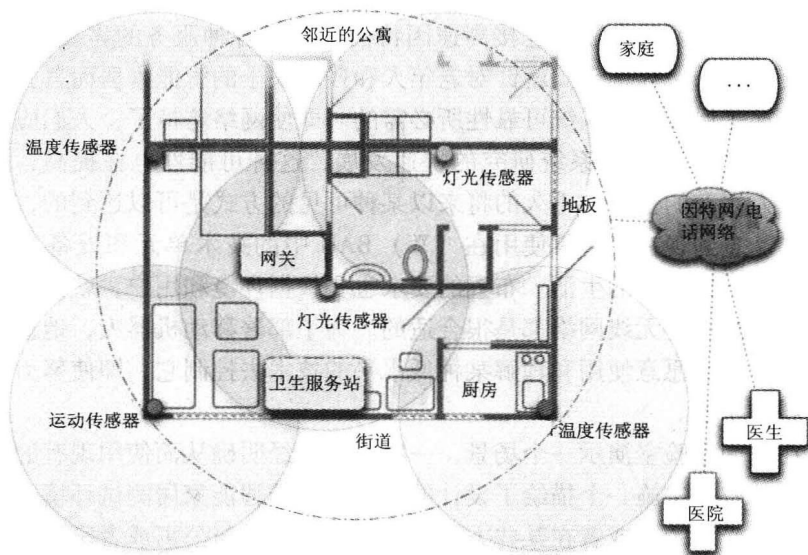 邻近的公寓
家庭
...
温度传感器
灯光传感器
地板
因特网/电
话网络
网关
灯光传感器
卫生服务站
厨房
运动传感器
街道
温度传感器
医生
医院